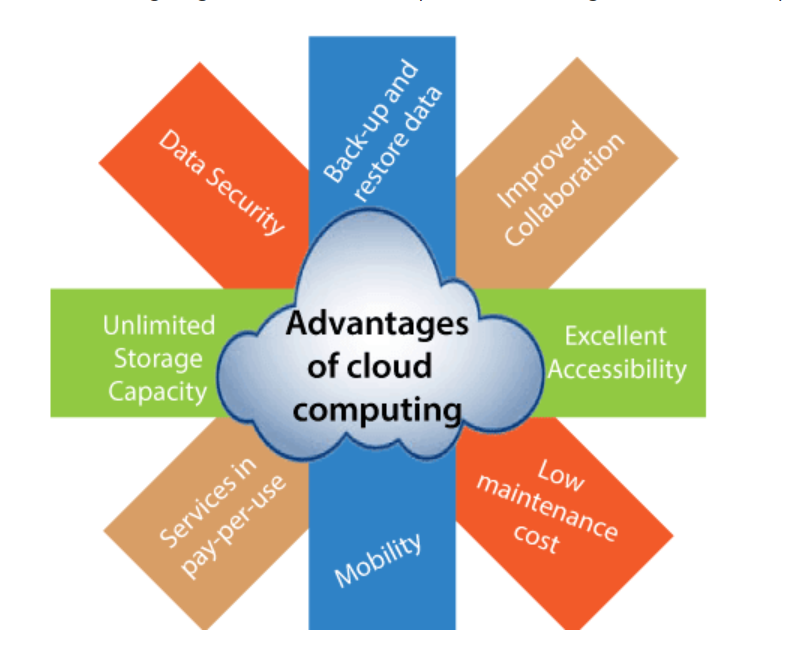 Back-up and
restore data
Improved
Collaboration
Excellent
Accessibility
Low
maintenance
cost
Mobility
Services in
pay-per-use
Unlimited
Storage
Capacity
Data Security
Advantages
of cloud
computing